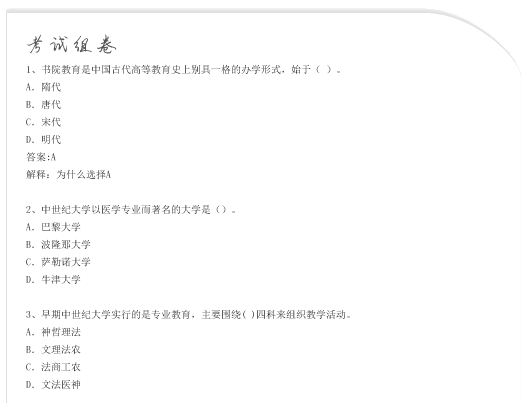 考试组卷
1、书院教育是中国古代高等教育史上别具一格的办学形式，始于（ ）。
A．隋代
B．唐代
C．宋代
D．明代
答案:A
解释：为什么选择A
2、中世纪大学以医学专业而著名的大学是（）。
A．巴黎大学
B．波隆那大学
C．萨勒诺大学
D．牛津大学
3、早期中世纪大学实行的是专业教育，主要围绕( )四科来组织教学活动。
A．神哲理法
B．文理法农
C．法商工农
D．文法医神